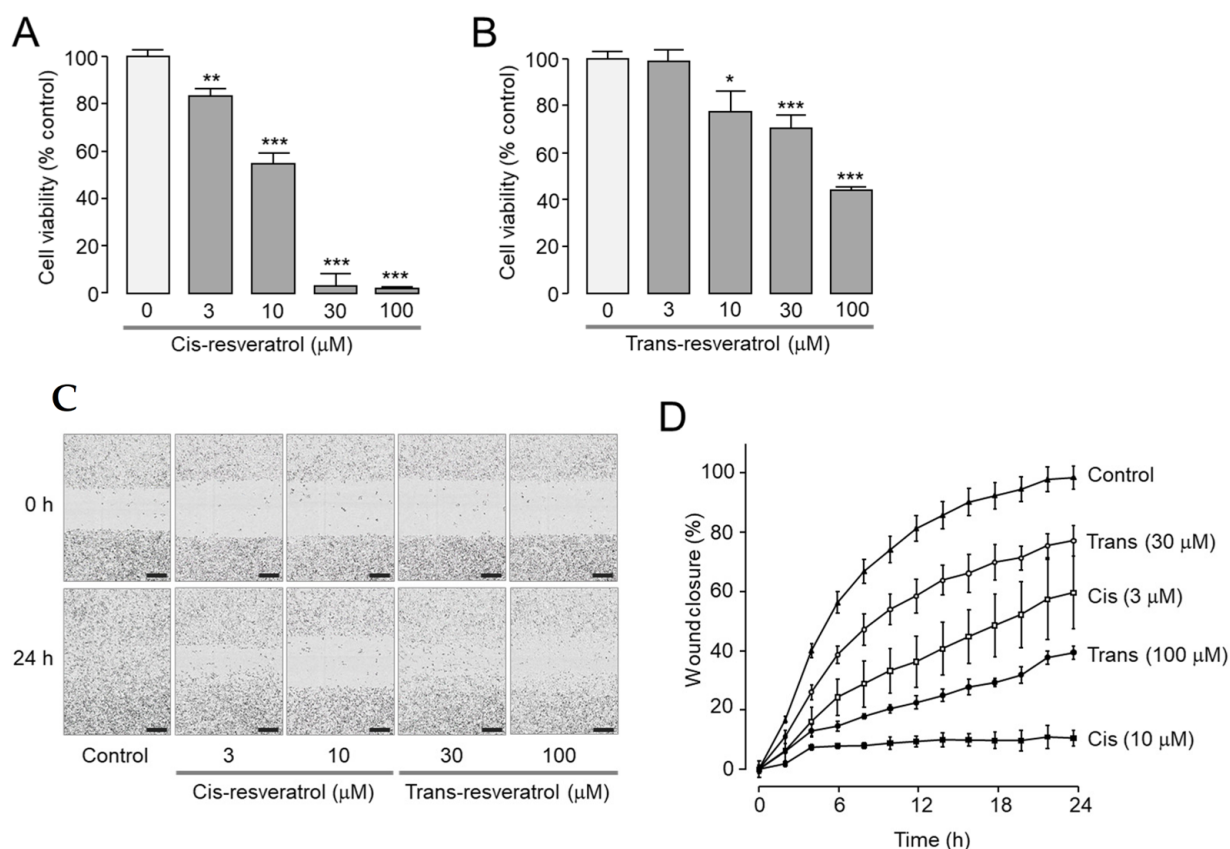 A
Cell viability (% control)
100
80
60
40
20
0
**
***
***
***
0 3 10 30 100
Cis-resveratrol (μM)
B
Cell viability (% control)
100
80
60
40
20
0
*
***
***
0 3 10 30 100
Trans-resveratrol (μM)
C
0 h
24 h
Control 3 10 30 100
Cis-resveratrol (μM) Trans-resveratrol (μM)
D
Wound closure (%)
100
80
60
40
20
0
Control
Trans (30 μM)
Cis (3 μM)
Trans (100 μM)
Cis (10 μM)
0 6 12 18 24
Time (h)